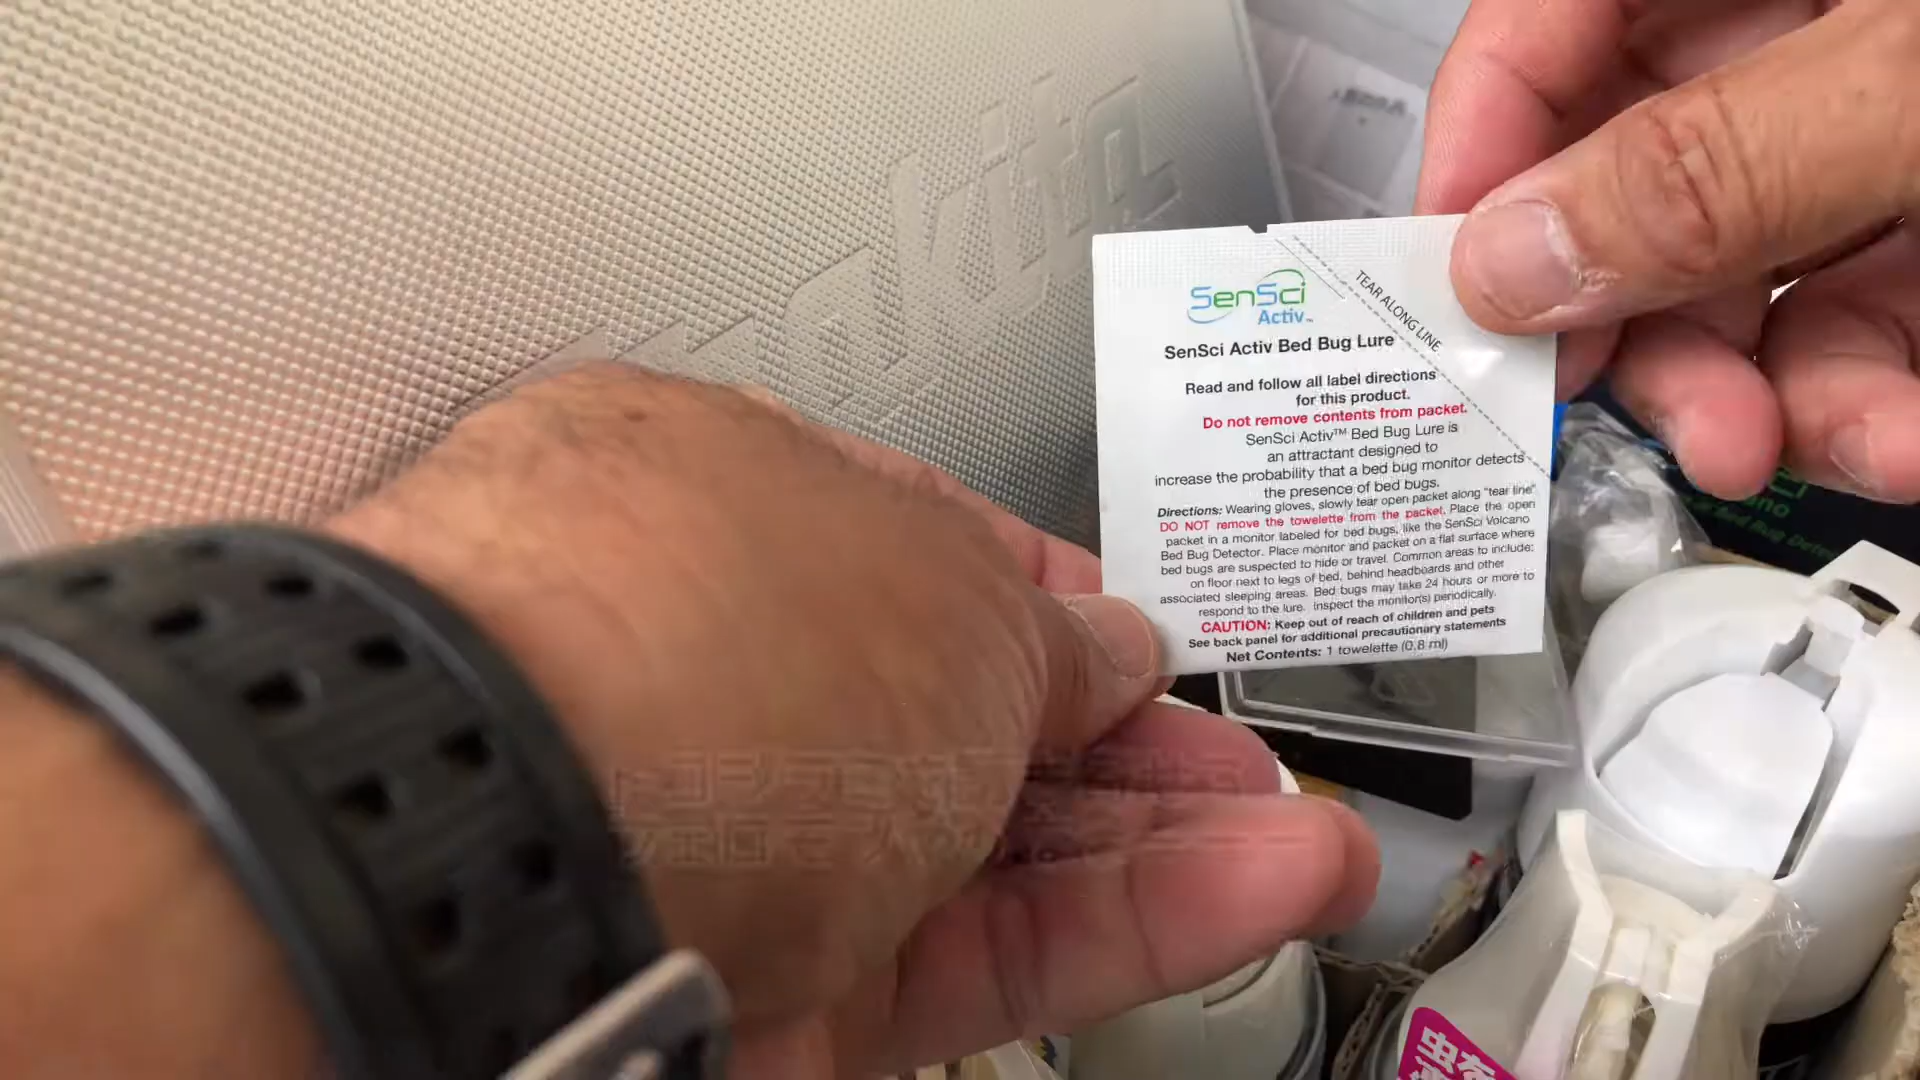 SenSci
Activ™
TEAR ALONG LINE
SenSci Activ Bed Bug Lure
Read and follow all label directions
for this product.
Do not remove contents from packet.
SenSci Activ™ Bed Bug Lure is
an attractant designed to
increase the probability that a bed bug monitor detects
the presence of bed bugs.
Directions: Wearing gloves, slowly tear open packet along "tear line"
DO NOT remove the towelette from the packet. Place the open
packet in a monitor labeled for bed bugs, like the SenSci Volcano
Bed Bug Detector. Place monitor and packet on a flat surface where
bed bugs are suspected to hide or travel. Common areas to include:
on floor next to legs of bed, behind headboards and other
associated sleeping areas. Bed bugs may take 24 hours or more to
respond to the lure. Inspect the monitor(s) periodically.
CAUTION: Keep out of reach of children and pets
See back panel for additional precautionary statements
Net Contents: 1 towelette (0.8 ml)
虫を